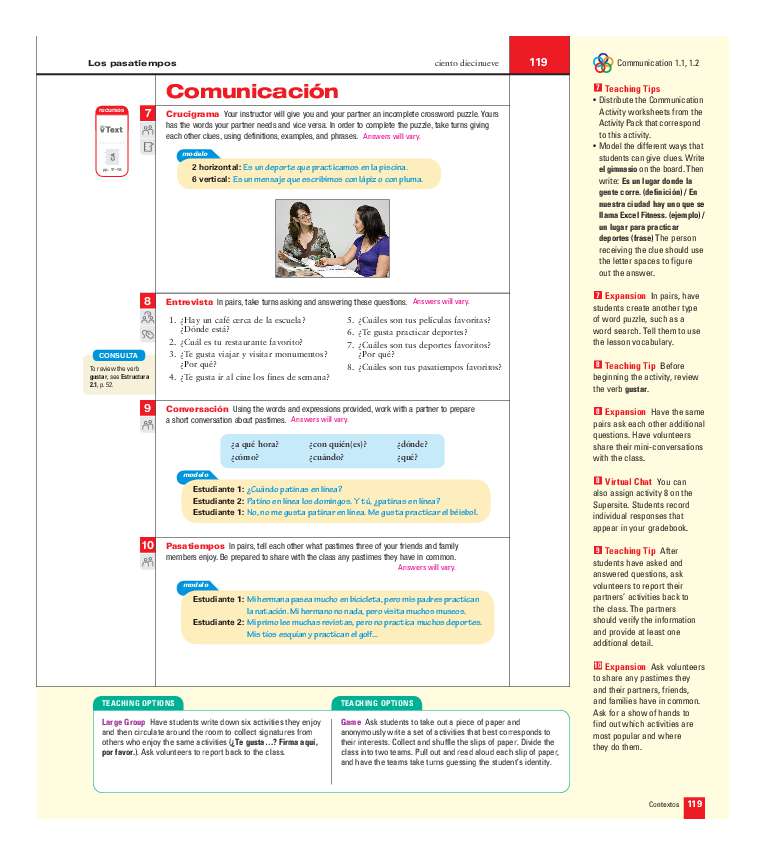 Los pasatiempos
ciento diecinueve
119
Comunicación
recursos
Text
7
Crucigrama Your instructor will give you and your partner an incomplete crossword puzzle. Yours
has the words your partner needs and vice versa. In order to complete the puzzle, take turns giving
each other clues, using definitions, examples, and phrases. Answers will vary.
modelo
2 horizontal: Es un deporte que practicamos en la piscina.
6 vertical: Es un mensaje que escribimos con lápiz o con pluma.
8
Entrevista In pairs, take turns asking and answering these questions. Answers will vary.
1. ¿Hay un café cerca de la escuela?
¿Dónde está?
2. ¿Cuál es tu restaurante favorito?
3. ¿Te gusta viajar y visitar monumentos?
¿Por qué?
4. ¿Te gusta ir al cine los fines de semana?
5. ¿Cuáles son tus películas favoritas?
6. ¿Te gusta practicar deportes?
7. ¿Cuáles son tus deportes favoritos?
¿Por qué?
8. ¿Cuáles son tus pasatiempos favoritos?
CONSULTA
To review the verb
gustar, see Estructura
2.1, p. 52.
9
Conversación Using the words and expressions provided, work with a partner to prepare
a short conversation about pastimes. Answers will vary.
¿a qué hora? ¿con quién(es)? ¿dónde?
¿cómo? ¿cuándo? ¿qué?
modelo
Estudiante 1: ¿Cuándo patinas en línea?
Estudiante 2: Patino en línea los domingos. Y tú, ¿patinas en línea?
Estudiante 1: No, no me gusta patinar en línea. Me gusta practicar el béisbol.
10
Pasatiempos In pairs, tell each other what pastimes three of your friends and family
members enjoy. Be prepared to share with the class any pastimes they have in common.
Answers will vary.
modelo
Estudiante 1: Mi hermana pasea mucho en bicicleta, pero mis padres practican
la natación. Mi hermano no nada, pero visita muchos museos.
Estudiante 2: Mi primo lee muchas revistas, pero no practica muchos deportes.
Mis tíos esquían y practican el golf...
TEACHING OPTIONS
Large Group Have students write down six activities they enjoy
and then circulate around the room to collect signatures from
others who enjoy the same activities (¿Te gusta...? Firma aquí,
por favor.). Ask volunteers to report back to the class.
TEACHING OPTIONS
Game Ask students to take out a piece of paper and
anonymously write a set of activities that best corresponds to
their interests. Collect and shuffle the slips of paper. Divide the
class into two teams. Pull out and read aloud each slip of paper,
and have the teams take turns guessing the student's identity.
Communication 1.1, 1.2
7 Teaching Tips
• Distribute the Communication
Activity worksheets from the
Activity Pack that correspond
to this activity.
• Model the different ways that
students can give clues. Write
el gimnasio on the board. Then
write: Es un lugar donde la
gente corre. (definición) / En
nuestra ciudad hay uno que se
llama Excel Fitness. (ejemplo) /
un lugar para practicar
deportes (frase) The person
receiving the clue should use
the letter spaces to figure
out the answer.
7 Expansion In pairs, have
students create another type
of word puzzle, such as a
word search. Tell them to use
the lesson vocabulary.
8 Teaching Tip Before
beginning the activity, review
the verb gustar.
8 Expansion Have the same
pairs ask each other additional
questions. Have volunteers
share their mini-conversations
with the class.
8 Virtual Chat You can
also assign activity 8 on the
Supersite. Students record
individual responses that
appear in your gradebook.
9 Teaching Tip After
students have asked and
answered questions, ask
volunteers to report their
partners' activities back to
the class. The partners
should verify the information
and provide at least one
additional detail.
10 Expansion Ask volunteers
to share any pastimes they
and their partners, friends,
and families have in common.
Ask for a show of hands to
find out which activities are
most popular and where
they do them.
Contextos 119